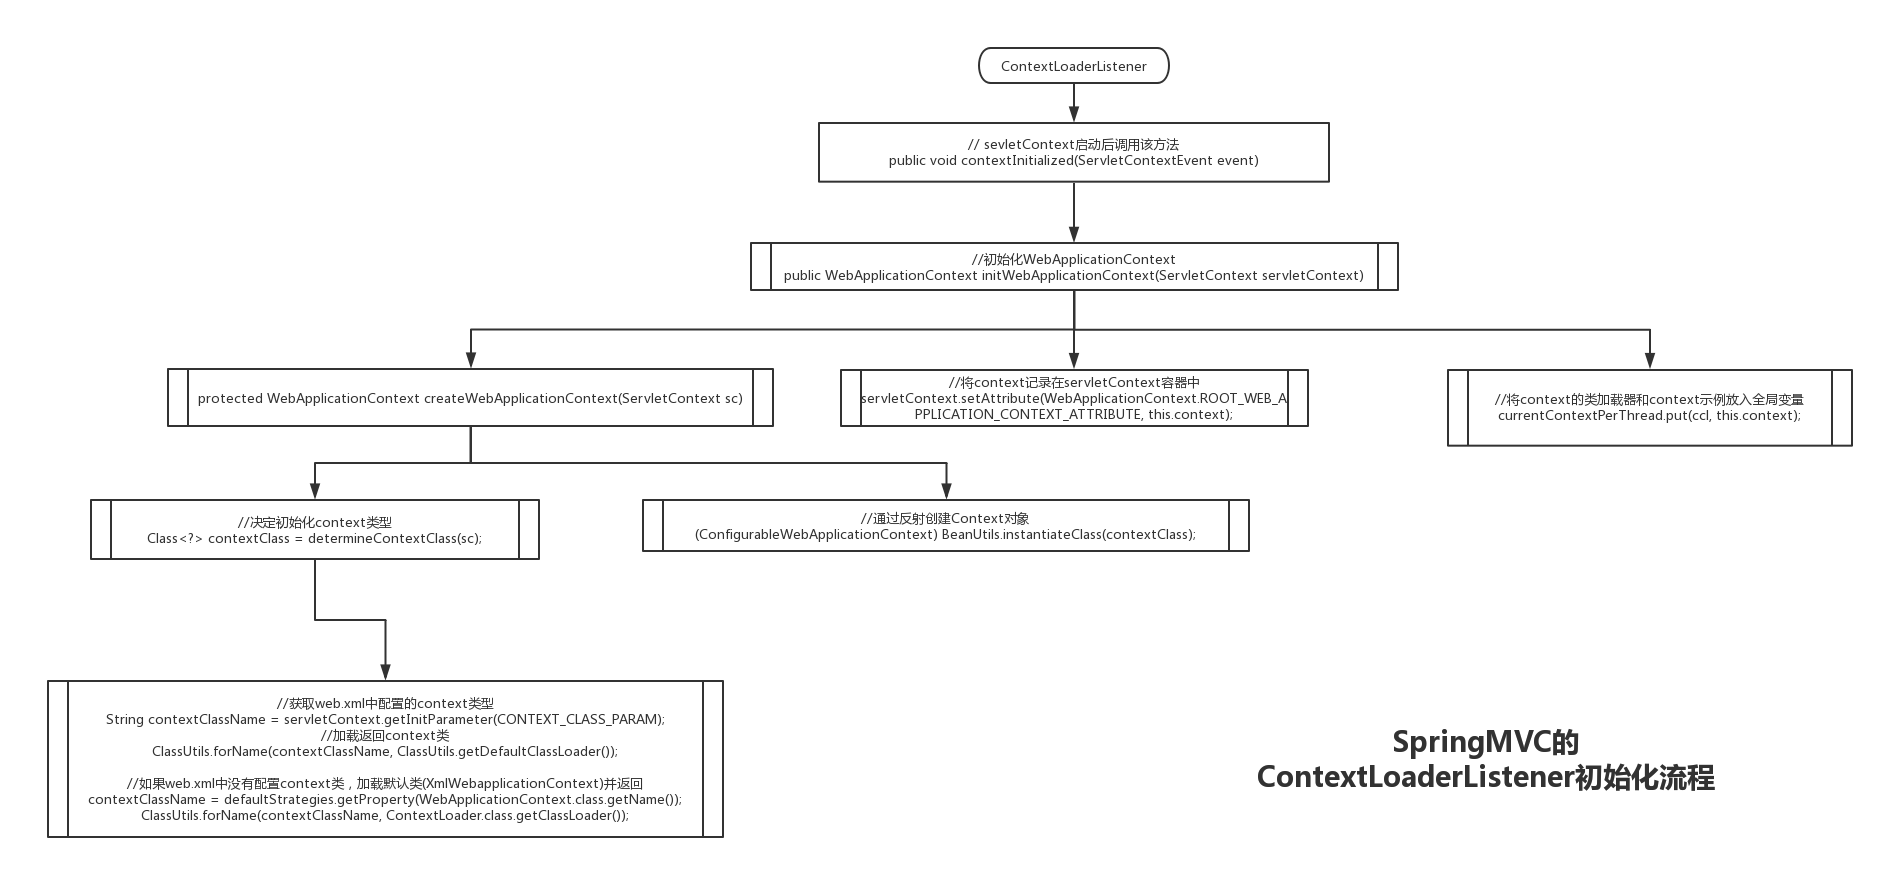 ContextLoaderListener
// sevletContext启动后调用该方法
public void contextInitialized(ServletContextEvent event)
//初始化WebApplicationContext
public WebApplicationContext initWebApplicationContext(ServletContext servletContext)
protected WebApplicationContext createWebApplicationContext(ServletContext sc)
//将context记录在servletContext容器中
servletContext.setAttribute(WebApplicationContext.ROOT_WEB_A
PPLICATION_CONTEXT_ATTRIBUTE, this.context);
//将context的类加载器和context示例放入全局变量
currentContextPerThread.put(ccl, this.context);
//决定初始化context类型
Class<?> contextClass = determineContextClass(sc);
//通过反射创建Context对象
(ConfigurableWebApplicationContext) BeanUtils.instantiateClass(contextClass);
//获取web.xml中配置的context类型
String contextClassName = servletContext.getInitParameter(CONTEXT_CLASS_PARAM);
//加载返回context类
ClassUtils.forName(contextClassName, ClassUtils.getDefaultClassLoader());
//如果web.xml中没有配置context类，加载默认类(XmlWebapplicationContext)并返回
contextClassName = defaultStrategies.getProperty(WebApplicationContext.class.getName());
ClassUtils.forName(contextClassName, ContextLoader.class.getClassLoader());
SpringMVC的
ContextLoaderListener初始化流程